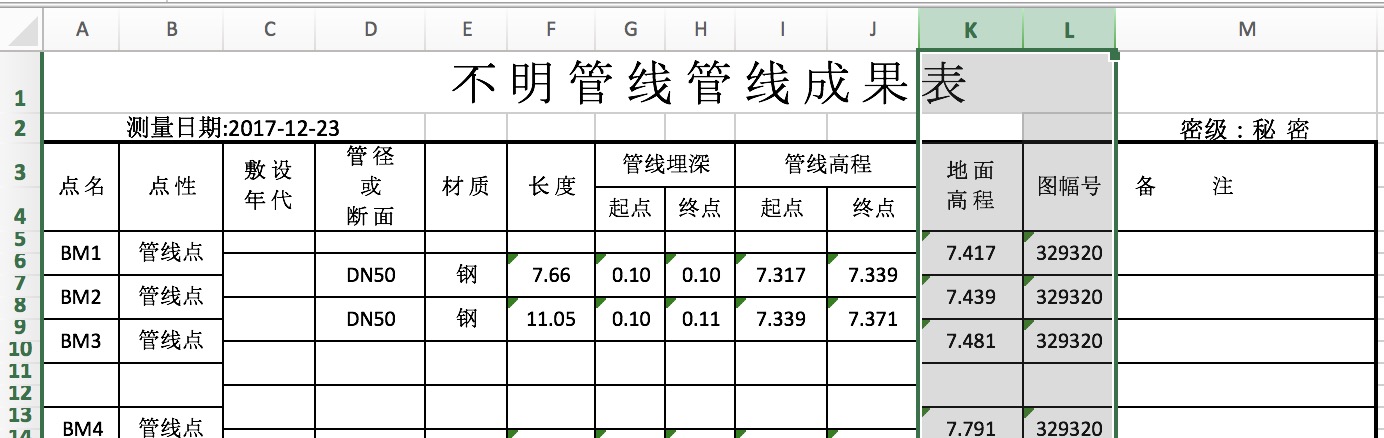 A B C D E F G H I J K L M
1 不明管线管线成果表
2 测量日期:2017-12-23 密级：秘 密
3 点名 点性 敷设年代 管径或断面 材质 长度 管线埋深 管线高程 地面高程 图幅号 备 注
4 起点 终点 起点 终点
5
6 BM1 管线点 7.417 329320
7 DN50 钢 7.66 0.10 0.10 7.317 7.339
8 BM2 管线点 7.439 329320
9 DN50 钢 11.05 0.10 0.11 7.339 7.371
10 BM3 管线点 7.481 329320
11
12
13
14 BM4 管线点 7.791 329320